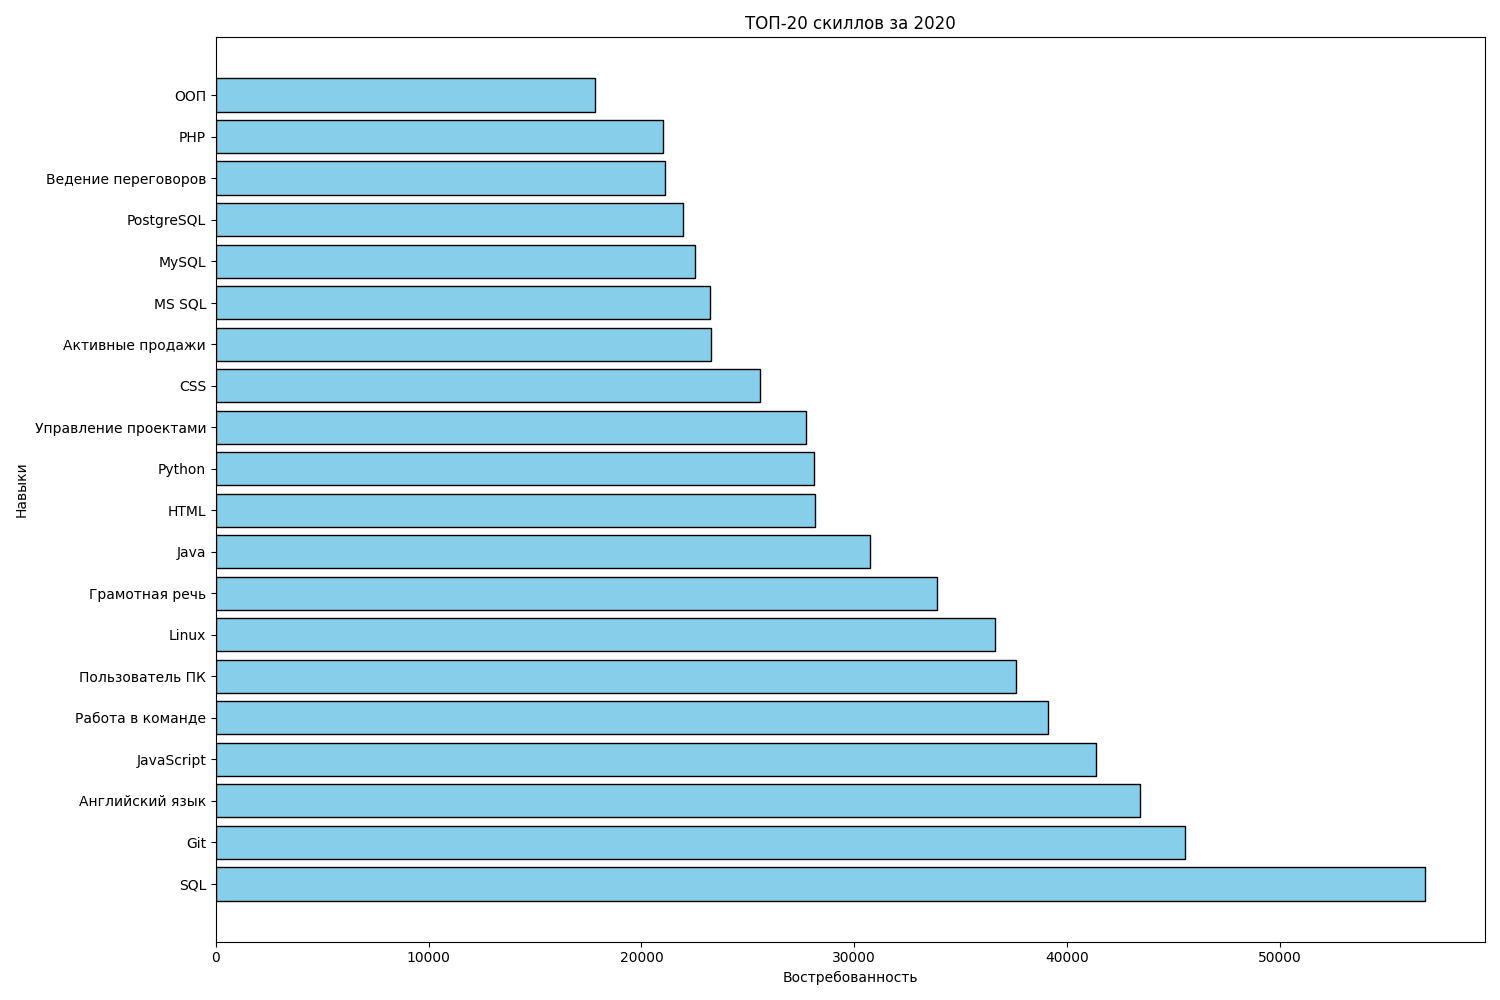 ТОП-20 скиллов за 2020
ООП
PHP
Ведение переговоров
PostgreSQL
MySQL
MS SQL
Активные продажи
CSS
Управление проектами
Python
HTML
Java
Грамотная речь
Linux
Пользователь ПК
Работа в команде
JavaScript
Английский язык
Git
SQL
Навыки
0 10000 20000 30000 40000 50000
Востребованность